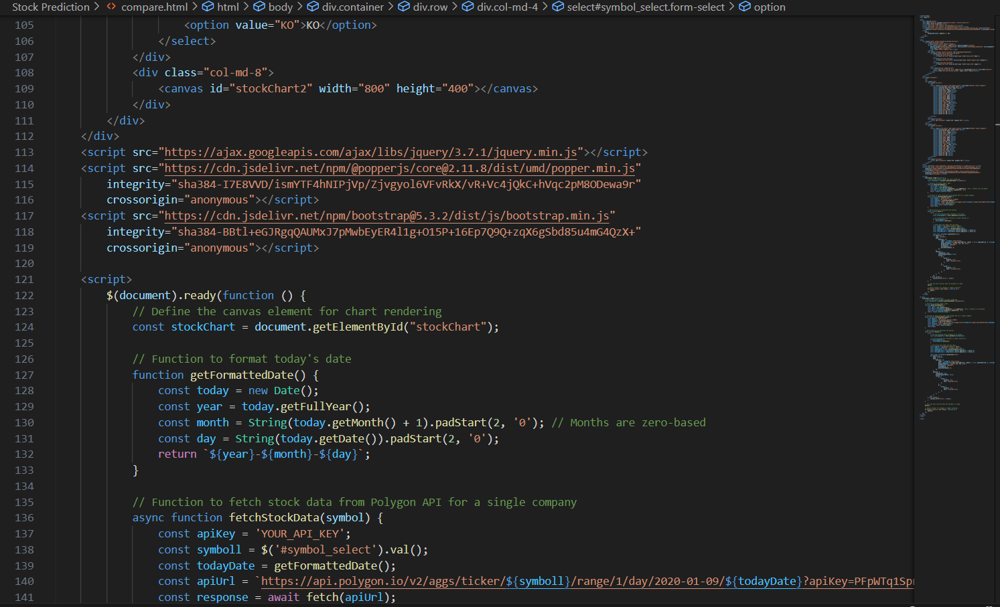 Stock Prediction > compare.html > html > body > div.container > div.row > div.col-md-4 > select#symbol_select.form-select > option
105 <option value="KO">KO</option>
106 </select>
107 </div>
108 <div class="col-md-8">
109 <canvas id="stockChart2" width="800" height="400"></canvas>
110 </div>
111 </div>
112 </div>
113 <script src="https://ajax.googleapis.com/ajax/libs/jquery/3.7.1/jquery.min.js"></script>
114 <script src="https://cdn.jsdelivr.net/npm/@popperjs/core@2.11.8/dist/umd/popper.min.js"
115 integrity="sha384-I7E8VVD/ismYTF4hNIPjVp/Zjvgyol6VFvRkX/vR+Vc4jQkC+hVqc2pM8ODewa9r"
116 crossorigin="anonymous"></script>
117 <script src="https://cdn.jsdelivr.net/npm/bootstrap@5.3.2/dist/js/bootstrap.min.js"
118 integrity="sha384-BBtl+eGJRgqQAUMxJ7pMwbEyER4l1g+O15P+16Ep7Q9Q+zqX6gSbd85u4mG4QzX+"
119 crossorigin="anonymous"></script>
120
121 <script>
122 $(document).ready(function () {
123 // Define the canvas element for chart rendering
124 const stockChart = document.getElementById("stockChart");
125
126 // Function to format today's date
127 function getFormattedDate() {
128 const today = new Date();
129 const year = today.getFullYear();
130 const month = String(today.getMonth() + 1).padStart(2, '0'); // Months are zero-based
131 const day = String(today.getDate()).padStart(2, '0');
132 return `${year}-${month}-${day}`;
133 }
134
135 // Function to fetch stock data from Polygon API for a single company
136 async function fetchStockData(symbol) {
137 const apiKey = 'YOUR_API_KEY';
138 const symboll = $('#symbol_select').val();
139 const todayDate = getFormattedDate();
140 const apiUrl = `https://api.polygon.io/v2/aggs/ticker/${symboll}/range/1/day/2020-01-09/${todayDate}?apiKey=PFpWTq1Spr
141 const response = await fetch(apiUrl);